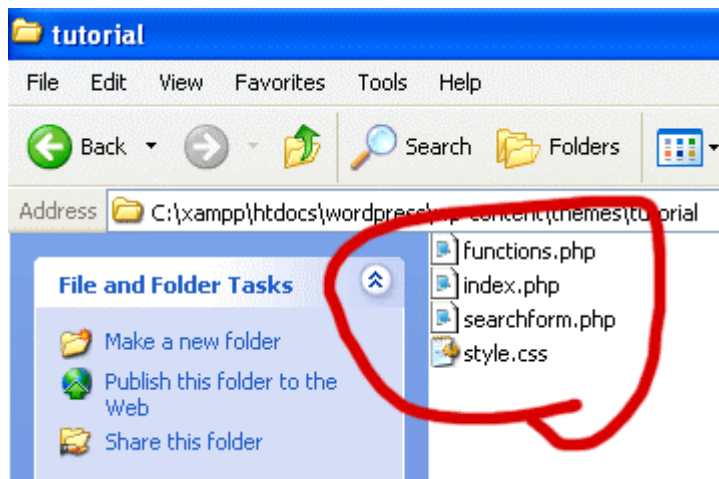 tutorial
File Edit View Favorites Tools Help
Back Search Folders
Address C:\xampp\htdocs\wordpress\wp-content\themes\tutorial
File and Folder Tasks
Make a new folder
Publish this folder to the
Web
Share this folder
functions.php
index.php
searchform.php
style.css